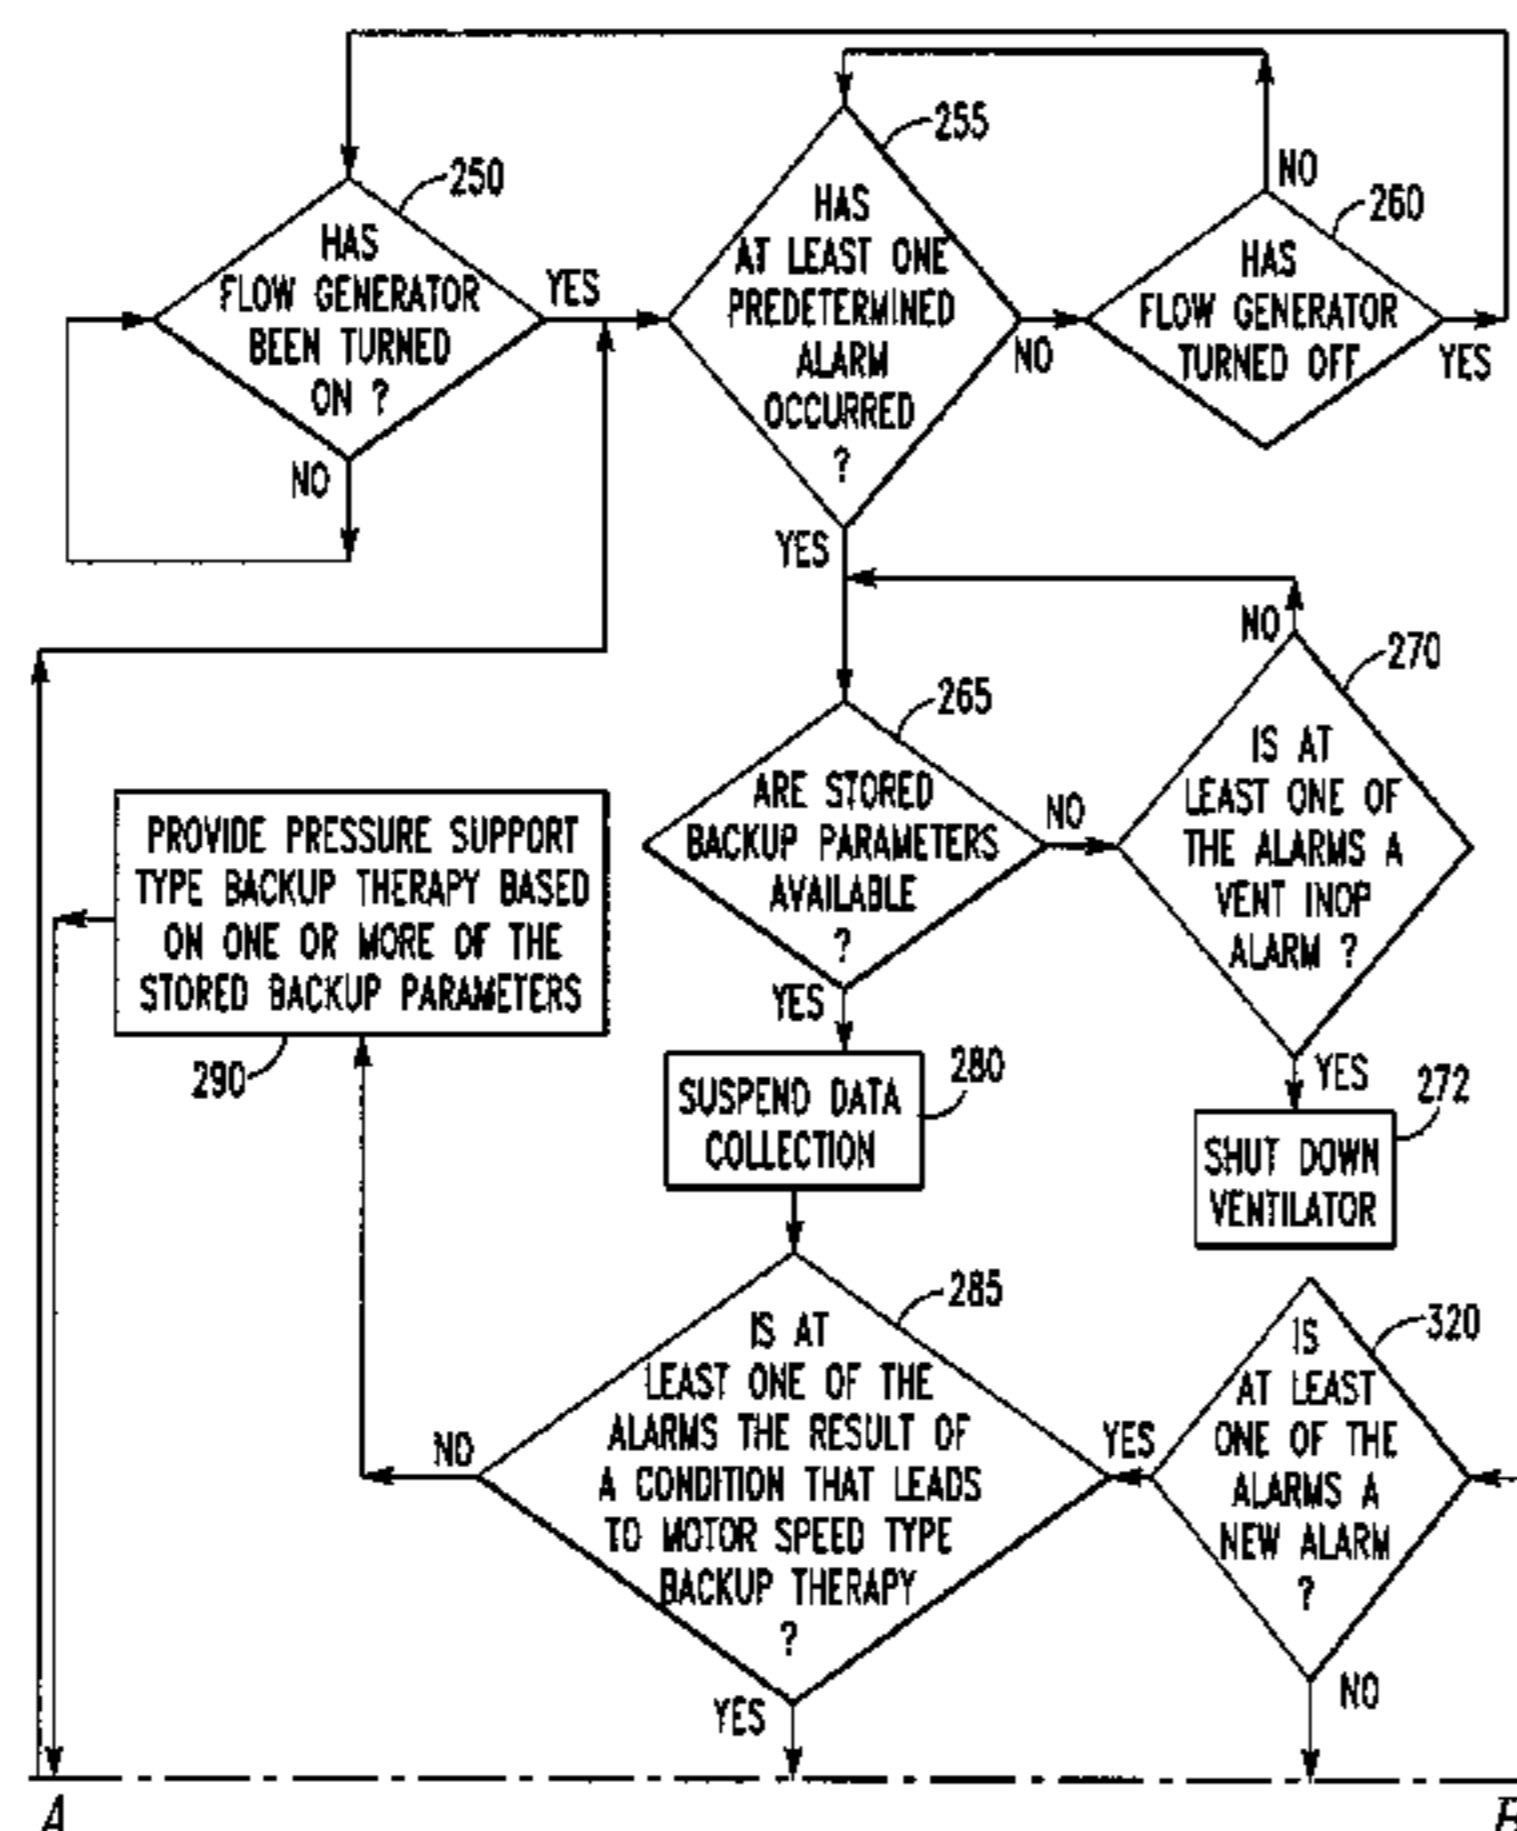 250
HAS
FLOW GENERATOR
BEEN TURNED
ON ?
YES
NO
255
HAS
AT LEAST ONE
PREDETERMINED
ALARM
OCCURRED
?
NO
YES
260
NO
HAS
FLOW GENERATOR
TURNED OFF
YES
265
ARE STORED
BACKUP PARAMETERS
AVAILABLE
?
NO
YES
270
NO
IS AT
LEAST ONE OF
THE ALARMS A
VENT INOP
ALARM ?
YES
272
SHUT DOWN
VENTILATOR
PROVIDE PRESSURE SUPPORT
TYPE BACKUP THERAPY BASED
ON ONE OR MORE OF THE
STORED BACKUP PARAMETERS
290
280
SUSPEND DATA
COLLECTION
285
IS AT
LEAST ONE OF THE
ALARMS THE RESULT OF
A CONDITION THAT LEADS
TO MOTOR SPEED TYPE
BACKUP THERAPY
?
NO
YES
320
IS
AT LEAST
ONE OF THE
ALARMS A
NEW ALARM
?
YES
NO
A